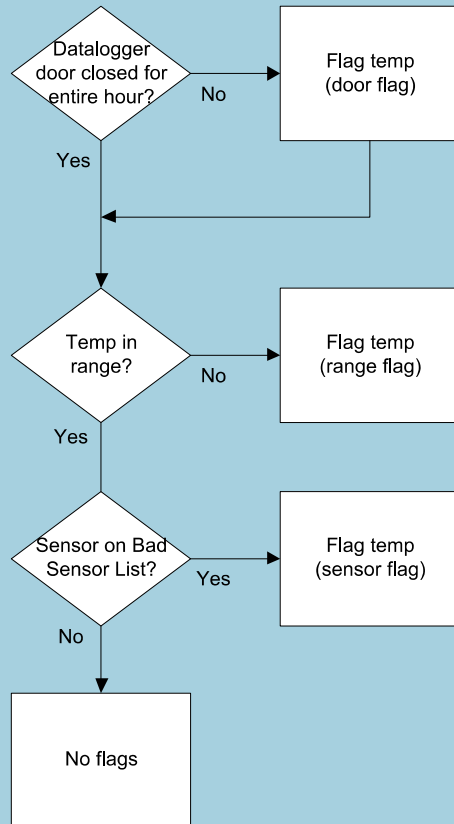 Datalogger
door closed for
entire hour?
No
Flag temp
(door flag)
Yes
Temp in
range?
No
Flag temp
(range flag)
Yes
Sensor on Bad
Sensor List?
Yes
Flag temp
(sensor flag)
No
No flags